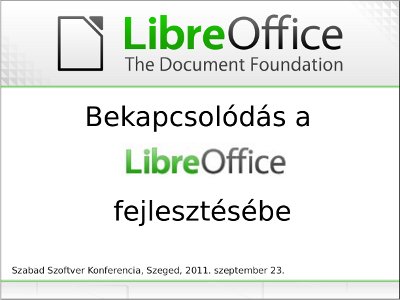 LibreOffice
The Document Foundation
Bekapcsolódás a
LibreOffice
fejlesztésébe
Szabad Szoftver Konferencia, Szeged, 2011. szeptember 23.